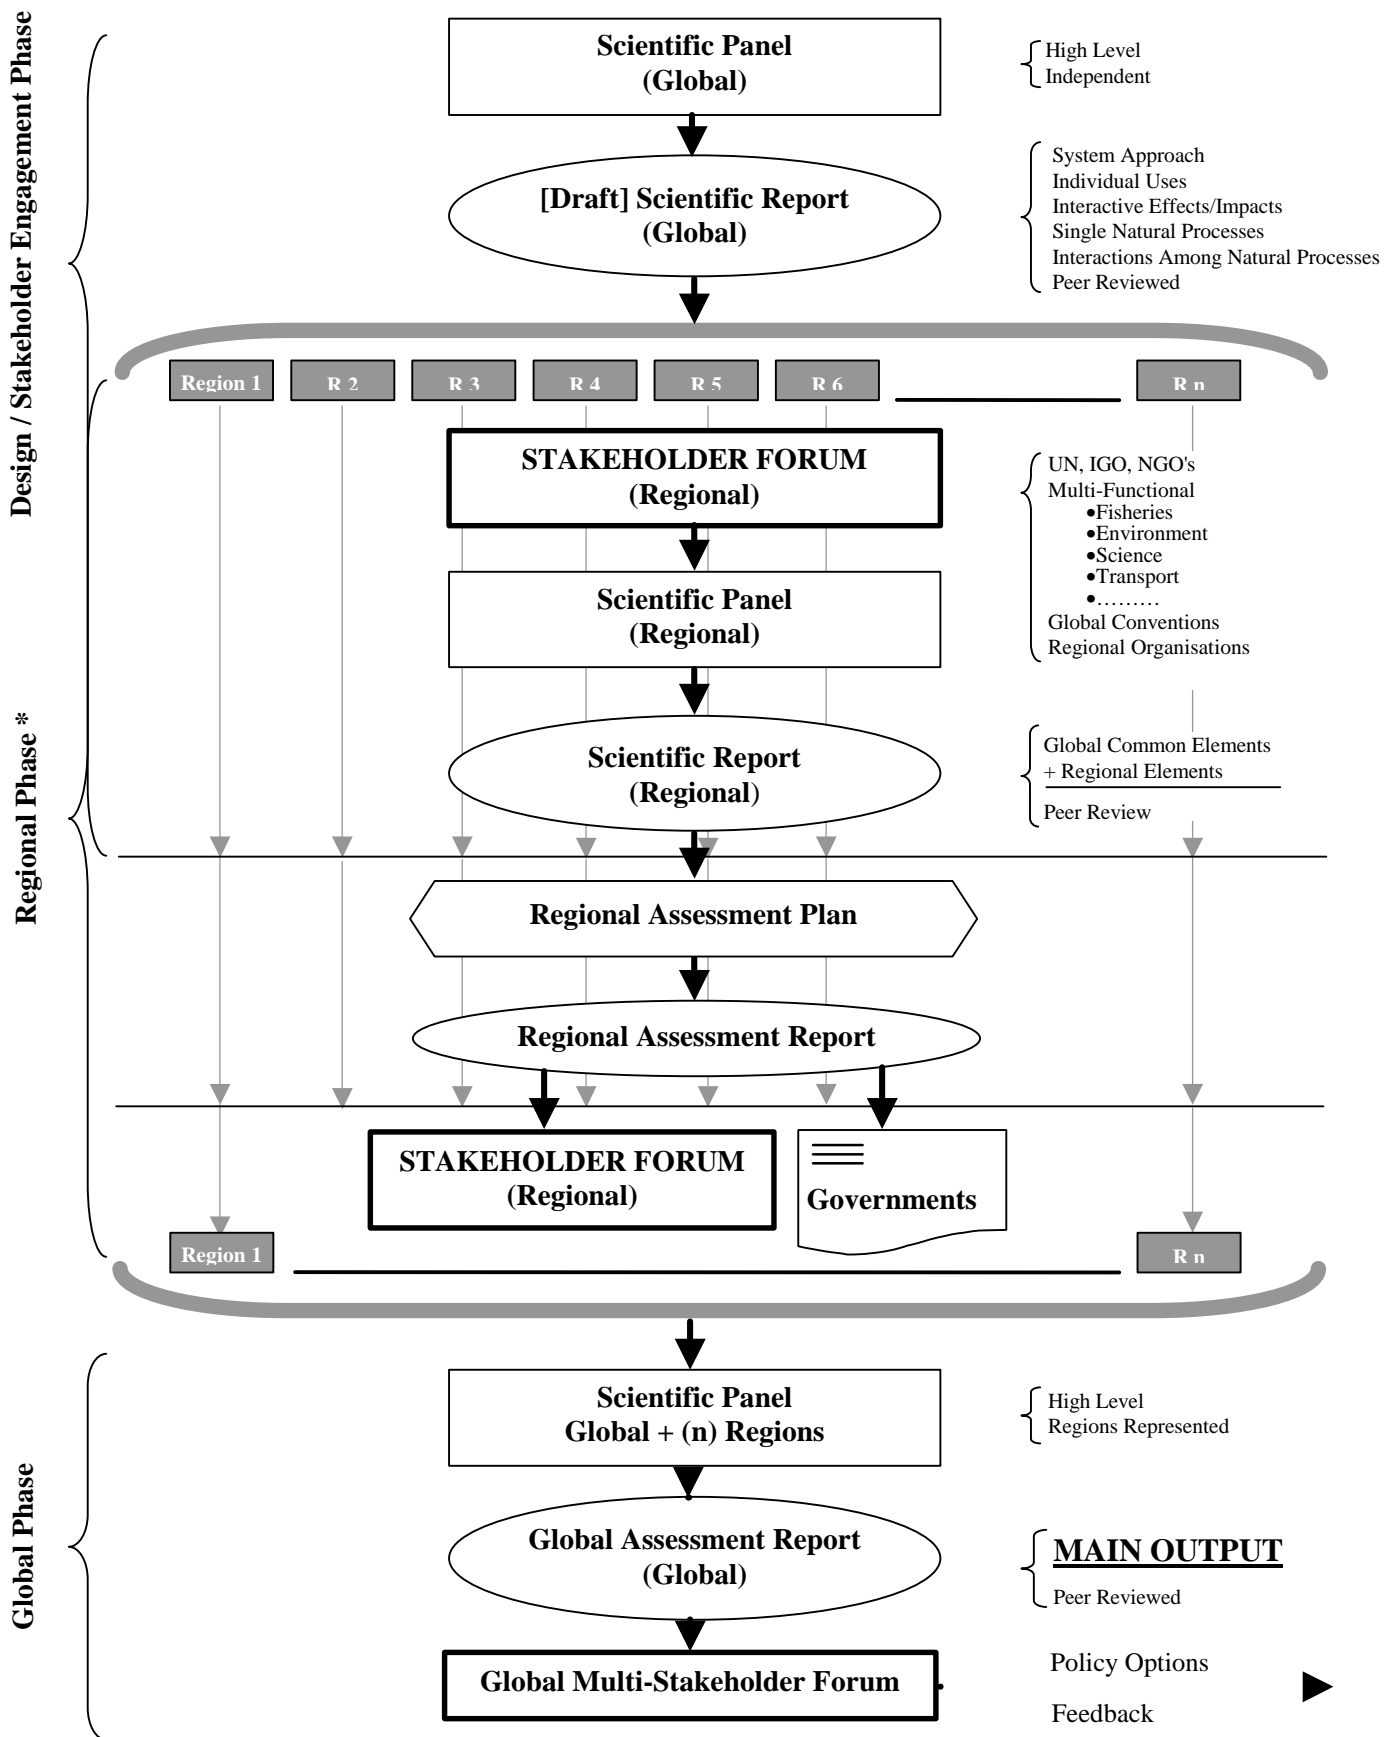 Design / Stakeholder Engagement Phase
Scientific Panel
(Global)
High Level
Independent
[Draft] Scientific Report
(Global)
System Approach
Individual Uses
Interactive Effects/Impacts
Single Natural Processes
Interactions Among Natural Processes
Peer Reviewed
Region 1
R 2
R 3
R 4
R 5
R 6
R n
STAKEHOLDER FORUM
(Regional)
UN, IGO, NGO's
Multi-Functional
•Fisheries
•Environment
•Science
•Transport
•………
Global Conventions
Regional Organisations
Scientific Panel
(Regional)
Regional Phase *
Scientific Report
(Regional)
Global Common Elements
+ Regional Elements
Peer Review
Regional Assessment Plan
Regional Assessment Report
STAKEHOLDER FORUM
(Regional)
Governments
Region 1
R n
Global Phase
Scientific Panel
Global + (n) Regions
High Level
Regions Represented
Global Assessment Report
(Global)
MAIN OUTPUT
Peer Reviewed
Global Multi-Stakeholder Forum
Policy Options
Feedback